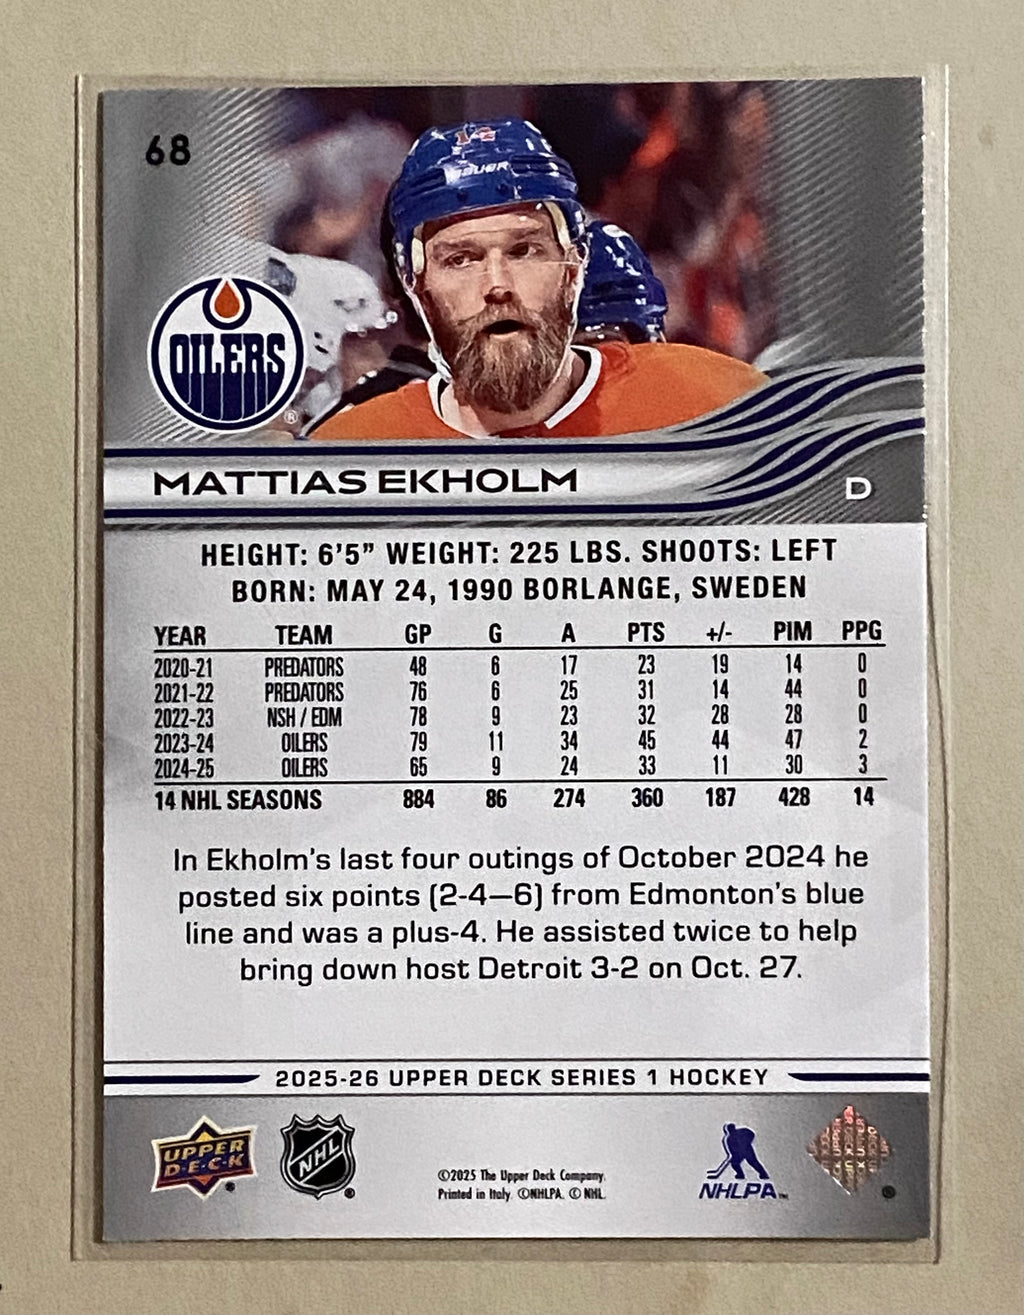 68
14
BAUER
OILERS
®
MATTIAS EKHOLM
D
HEIGHT: 6'5" WEIGHT: 225 LBS. SHOOTS: LEFT
BORN: MAY 24, 1990 BORLANGE, SWEDEN
YEAR TEAM GP G A PTS +/- PIM PPG
2020-21 PREDATORS 48 6 17 23 19 14 0
2021-22 PREDATORS 76 6 25 31 14 44 0
2022-23 NSH / EDM 78 9 23 32 28 28 0
2023-24 OILERS 79 11 34 45 44 47 2
2024-25 OILERS 65 9 24 33 11 30 3
14 NHL SEASONS 884 86 274 360 187 428 14
In Ekholm's last four outings of October 2024 he
posted six points (2-4—6) from Edmonton's blue
line and was a plus-4. He assisted twice to help
bring down host Detroit 3-2 on Oct. 27.
2025-26 UPPER DECK SERIES 1 HOCKEY
UPPER
D·E·C·K
NHL
©2025 The Upper Deck Company.
Printed in Italy. ©NHLPA. © NHL.
NHLPA™